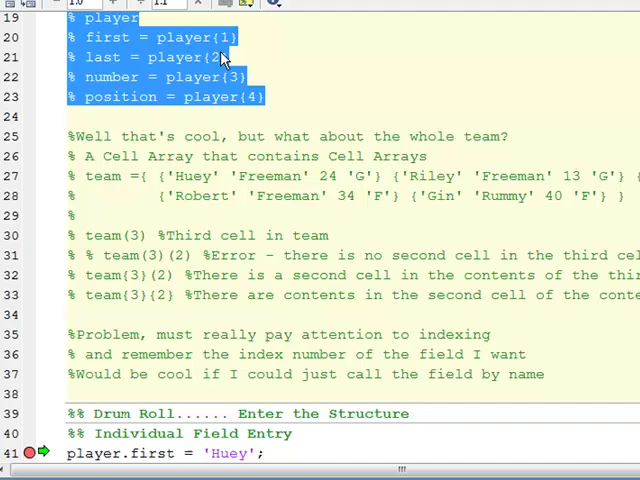 1.0
1.1
19 % player
20 % first = player{1}
21 % last = player{2
22 % number = player{3}
23 % position = player{4}
24
25 %Well that's cool, but what about the whole team?
26 % A Cell Array that contains Cell Arrays
27 % team ={ {'Huey' 'Freeman' 24 'G'} {'Riley' 'Freeman' 13 'G'} {
28 % {'Robert' 'Freeman' 34 'F'} {'Gin' 'Rummy' 40 'F'} }
29 %
30 % team(3) %Third cell in team
31 % % team(3)(2) %Error - there is no second cell in the third cel
32 % team{3}(2) %There is a second cell in the contents of the thir
33 % team{3}{2} %There are contents in the second cell of the conte
34
35 %Problem, must really pay attention to indexing
36 % and remember the index number of the field I want
37 %Would be cool if I could just call the field by name
38
39 %% Drum Roll...... Enter the Structure
40 %% Individual Field Entry
41 player.first = 'Huey';